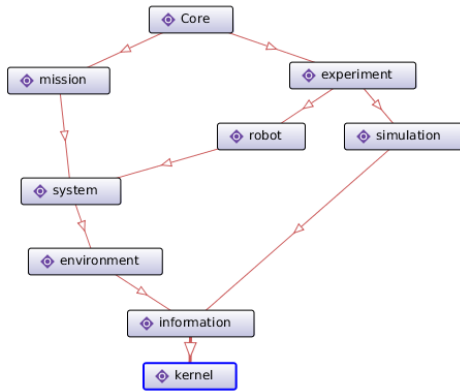 Core
mission
experiment
robot
simulation
system
environment
information
kernel